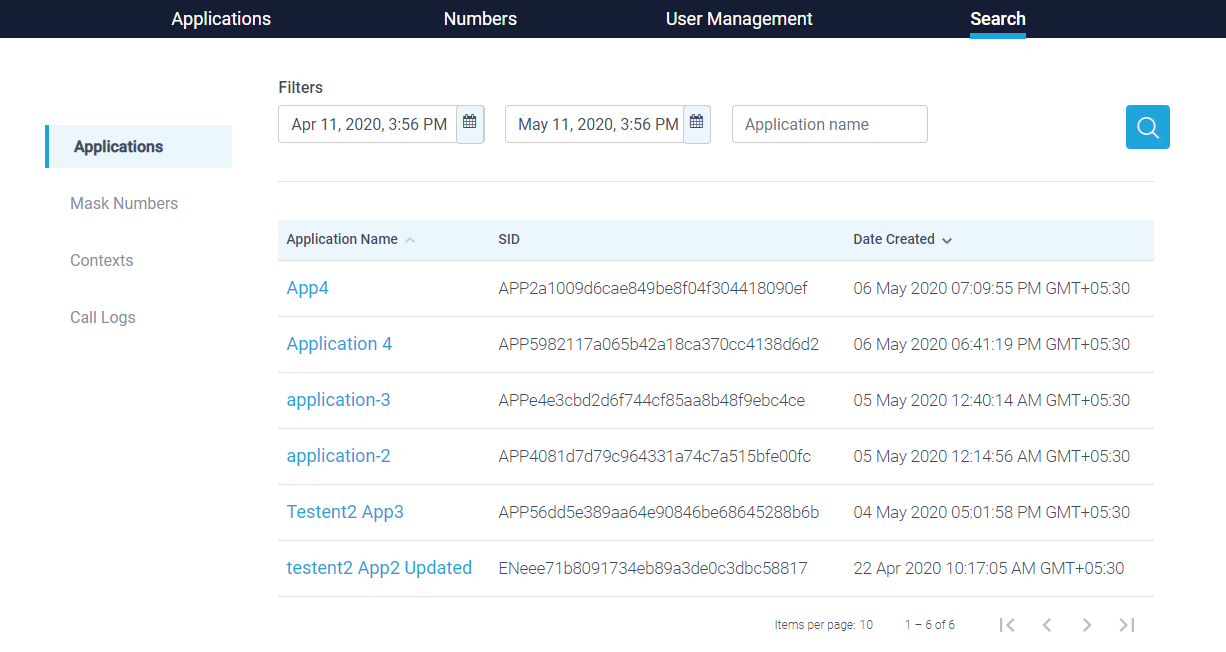 Applications Numbers User Management Search
Filters
Apr 11, 2020, 3:56 PM May 11, 2020, 3:56 PM Application name
Applications
Mask Numbers
Contexts
Call Logs
Application Name SID Date Created
App4 APP2a1009d6cae849be8f04f304418090ef 06 May 2020 07:09:55 PM GMT+05:30
Application 4 APP5982117a065b42a18ca370cc4138d6d2 06 May 2020 06:41:19 PM GMT+05:30
application-3 APPe4e3cbd2d6f744cf85aa8b48f9ebc4ce 05 May 2020 12:40:14 AM GMT+05:30
application-2 APP4081d7d79c964331a74c7a515bfe00fc 05 May 2020 12:14:56 AM GMT+05:30
Testent2 App3 APP56dd5e389aa64e90846be68645288b6b 04 May 2020 05:01:58 PM GMT+05:30
testent2 App2 Updated ENeee71b8091734eb89a3de0c3dbc58817 22 Apr 2020 10:17:05 AM GMT+05:30
Items per page: 10 1 – 6 of 6